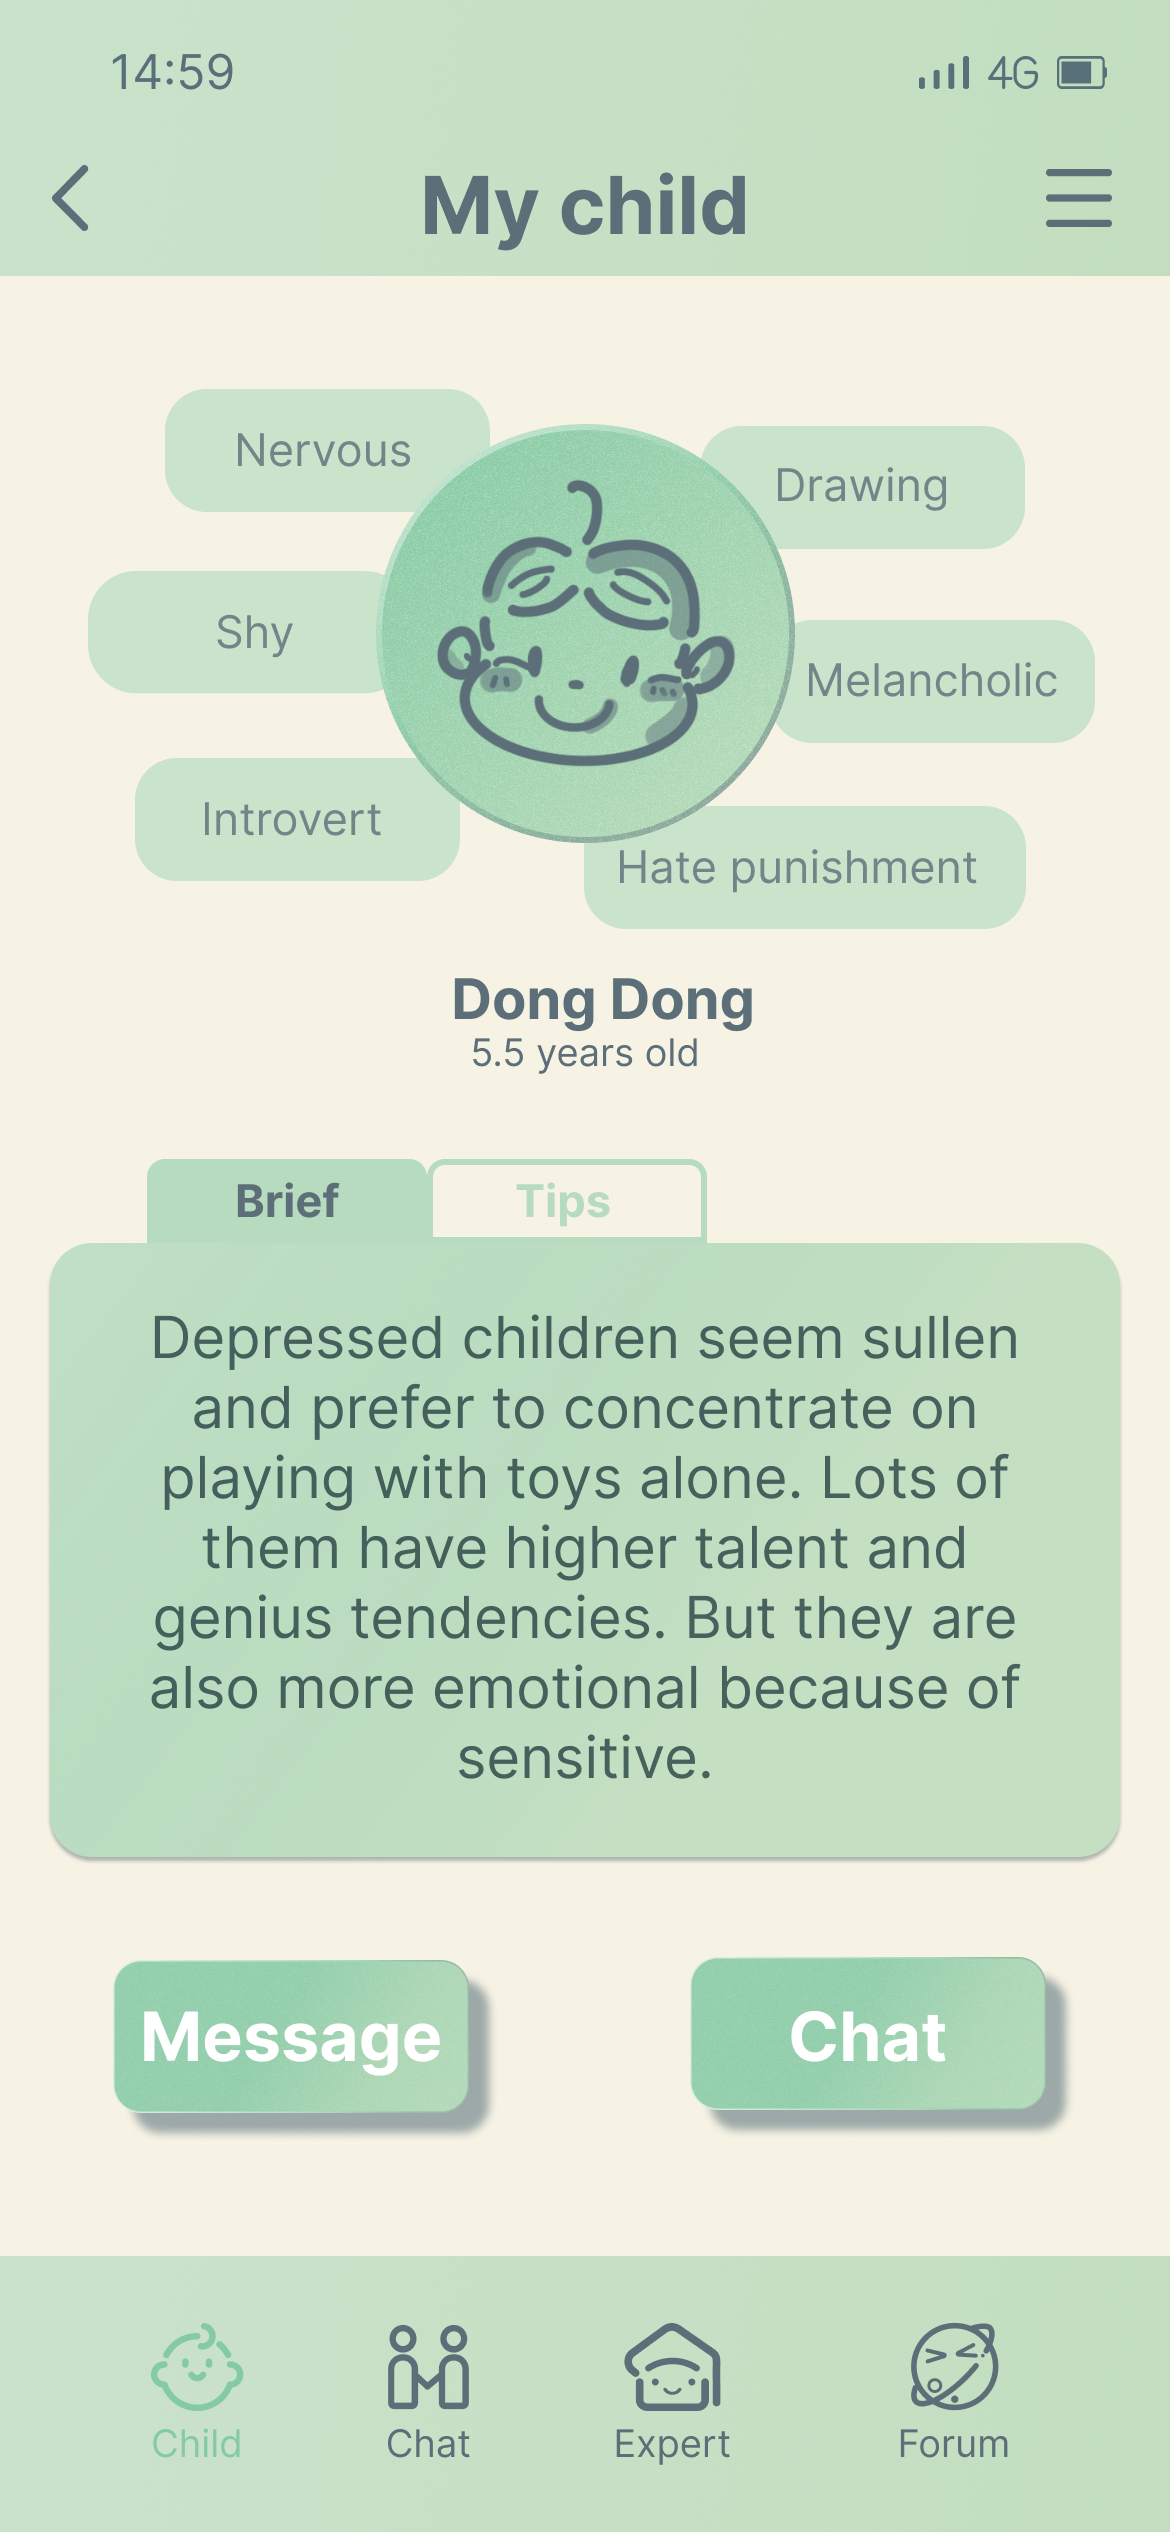 14:59
4G
My child
Nervous
Drawing
Shy
Melancholic
Introvert
Hate punishment
Dong Dong
5.5 years old
Brief
Tips
Depressed children seem sullen
and prefer to concentrate on
playing with toys alone. Lots of
them have higher talent and
genius tendencies. But they are
also more emotional because of
sensitive.
Message
Chat
Child
Chat
Expert
Forum